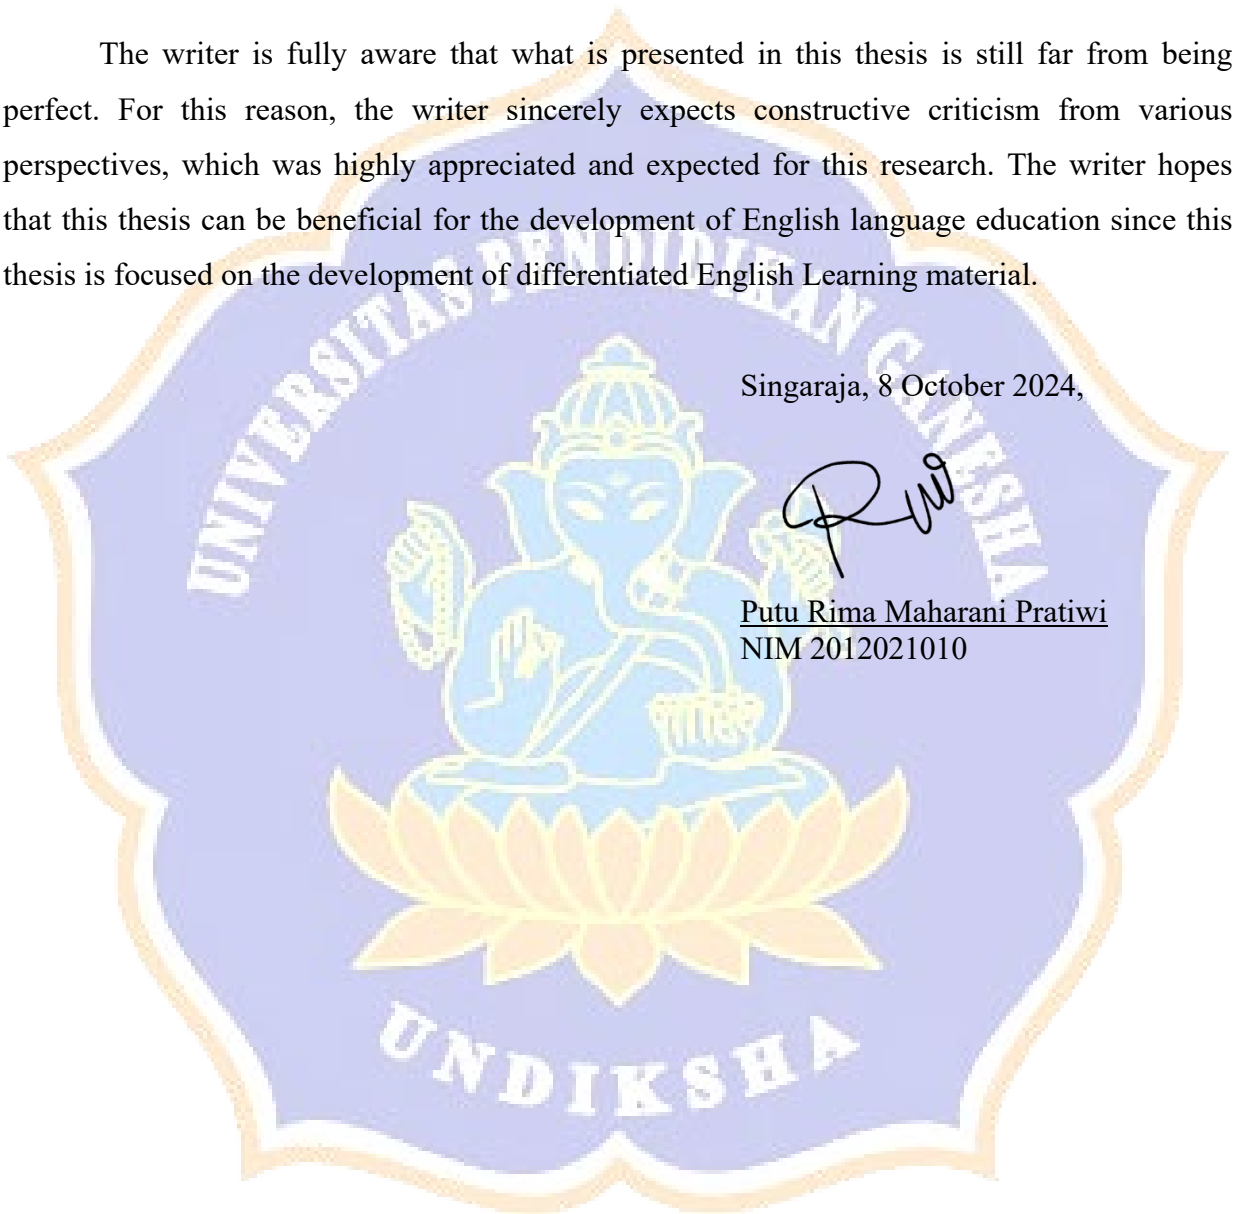 The writer is fully aware that what is presented in this thesis is still far from being
perfect. For this reason, the writer sincerely expects constructive criticism from various
perspectives, which was highly appreciated and expected for this research. The writer hopes
that this thesis can be beneficial for the development of English language education since this
thesis is focused on the development of differentiated English Learning material.
UNIVERSITAS PENDIDIKAN GANESHA
Singaraja, 8 October 2024,
Putu Rima Maharani Pratiwi
NIM 2012021010
UNDIKSHA